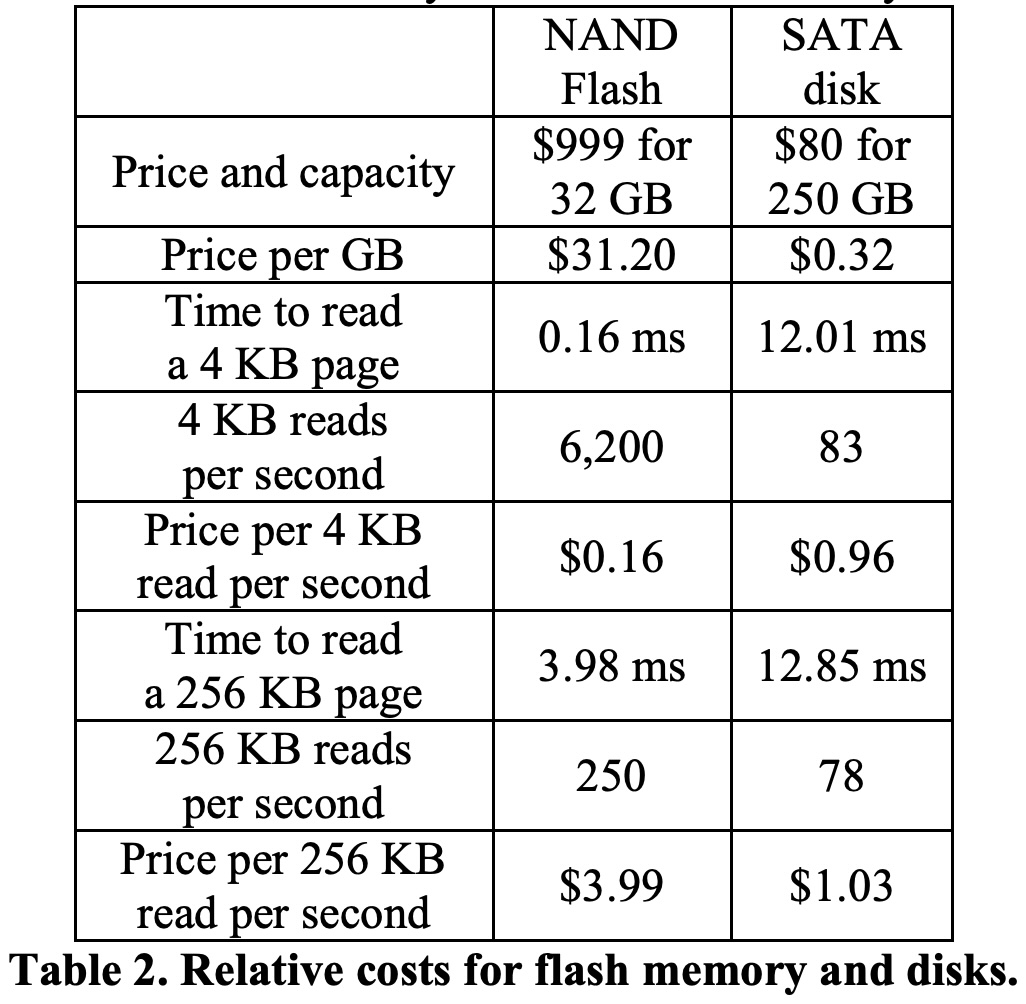 NAND Flash SATA disk
Price and capacity $999 for 32 GB $80 for 250 GB
Price per GB $31.20 $0.32
Time to read a 4 KB page 0.16 ms 12.01 ms
4 KB reads per second 6,200 83
Price per 4 KB read per second $0.16 $0.96
Time to read a 256 KB page 3.98 ms 12.85 ms
256 KB reads per second 250 78
Price per 256 KB read per second $3.99 $1.03
Table 2. Relative costs for flash memory and disks.